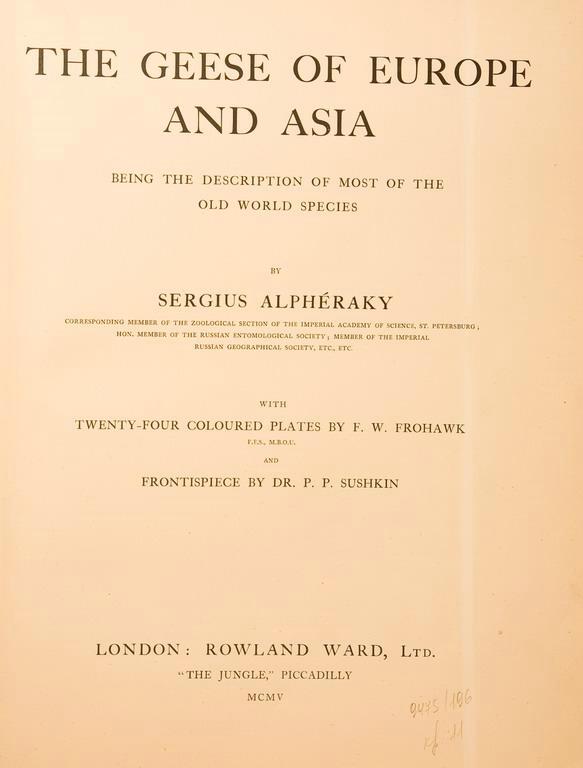 THE GEESE OF EUROPE
AND ASIA
BEING THE DESCRIPTION OF MOST OF THE
OLD WORLD SPECIES
BY
SERGIUS ALPHÉRAKY
CORRESPONDING MEMBER OF THE ZOOLOGICAL SECTION OF THE IMPERIAL ACADEMY OF SCIENCE, ST. PETERSBURG;
HON. MEMBER OF THE RUSSIAN ENTOMOLOGICAL SOCIETY; MEMBER OF THE IMPERIAL
RUSSIAN GEOGRAPHICAL SOCIETY, ETC., ETC.
WITH
TWENTY-FOUR COLOURED PLATES BY F. W. FROHAWK
F.E.S., M.B.O.U.
AND
FRONTISPIECE BY DR. P. P. SUSHKIN
LONDON: ROWLAND WARD, LTD.
"THE JUNGLE," PICCADILLY
MCMV